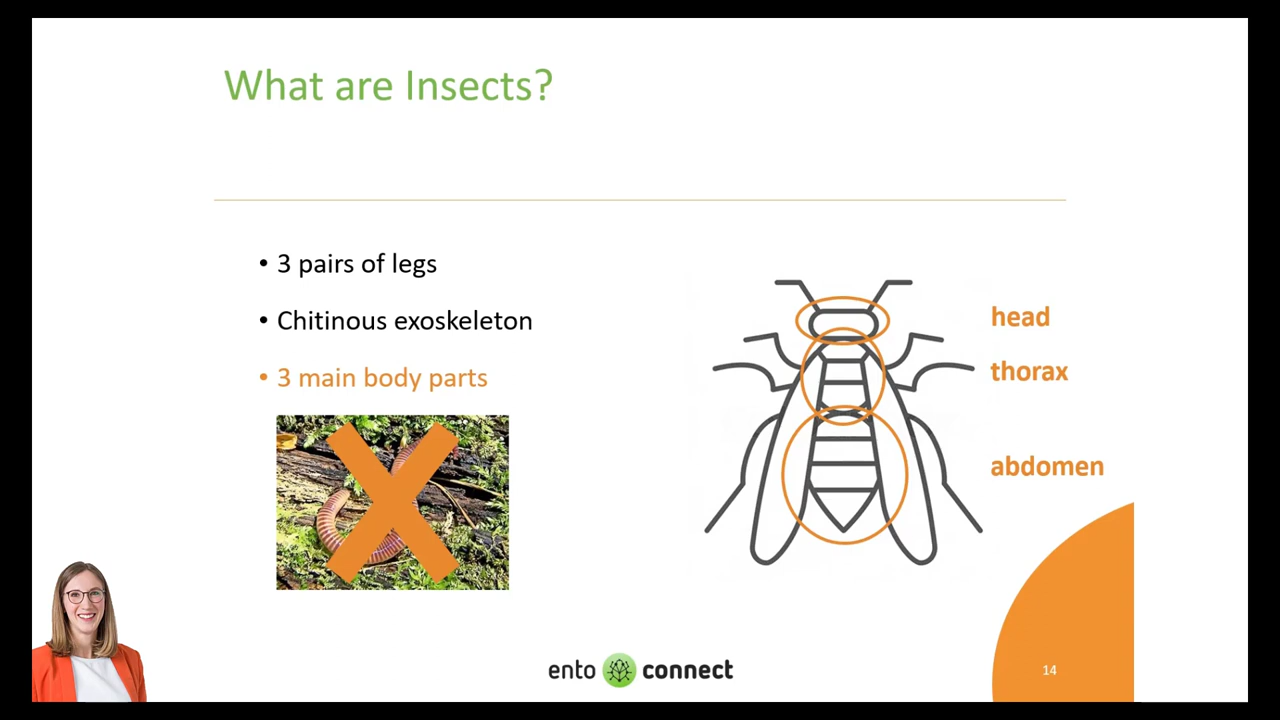 What are Insects?
• 3 pairs of legs
• Chitinous exoskeleton
• 3 main body parts
head
thorax
abdomen
ento connect
14